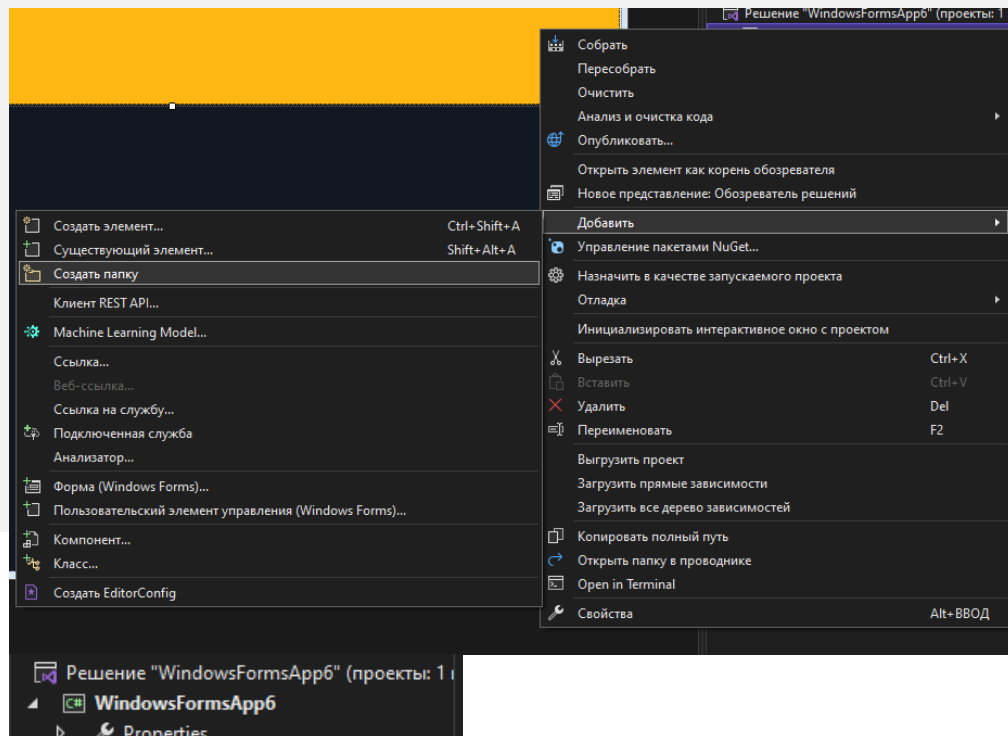 Решение "WindowsFormsApp6" (проекты: 1
Собрать
Пересобрать
Очистить
Анализ и очистка кода
Опубликовать...
Открыть элемент как корень обозревателя
Новое представление: Обозреватель решений
Добавить
Управление пакетами NuGet...
Назначить в качестве запускаемого проекта
Отладка
Инициализировать интерактивное окно с проектом
Вырезать Ctrl+X
Вставить Ctrl+V
Удалить Del
Переименовать F2
Выгрузить проект
Загрузить прямые зависимости
Загрузить все дерево зависимостей
Копировать полный путь
Открыть папку в проводнике
Open in Terminal
Свойства Alt+ВВОД
Создать элемент... Ctrl+Shift+A
Существующий элемент... Shift+Alt+A
Создать папку
Клиент REST API...
Machine Learning Model...
Ссылка...
Веб-ссылка...
Ссылка на службу...
Подключенная служба
Анализатор...
Форма (Windows Forms)...
Пользовательский элемент управления (Windows Forms)...
Компонент...
Класс...
Создать EditorConfig
Решение "WindowsFormsApp6" (проекты: 1
C# WindowsFormsApp6
Properties